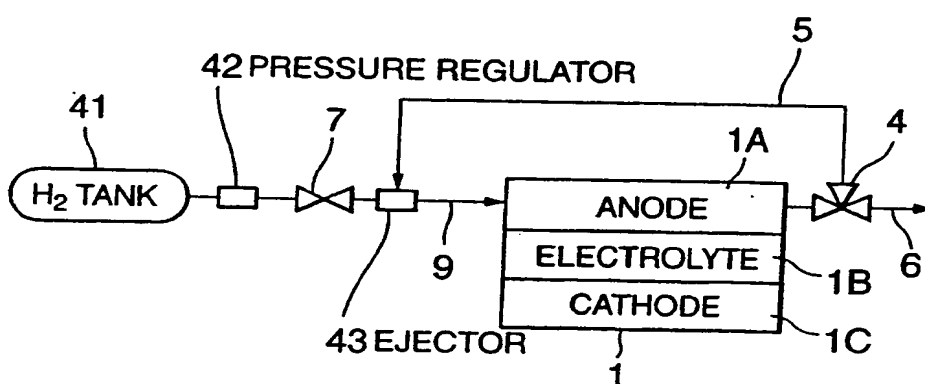 5
42 PRESSURE REGULATOR
41
7
1A
4
H2 TANK
ANODE
9
6
ELECTROLYTE
1B
CATHODE
43 EJECTOR
1C
1